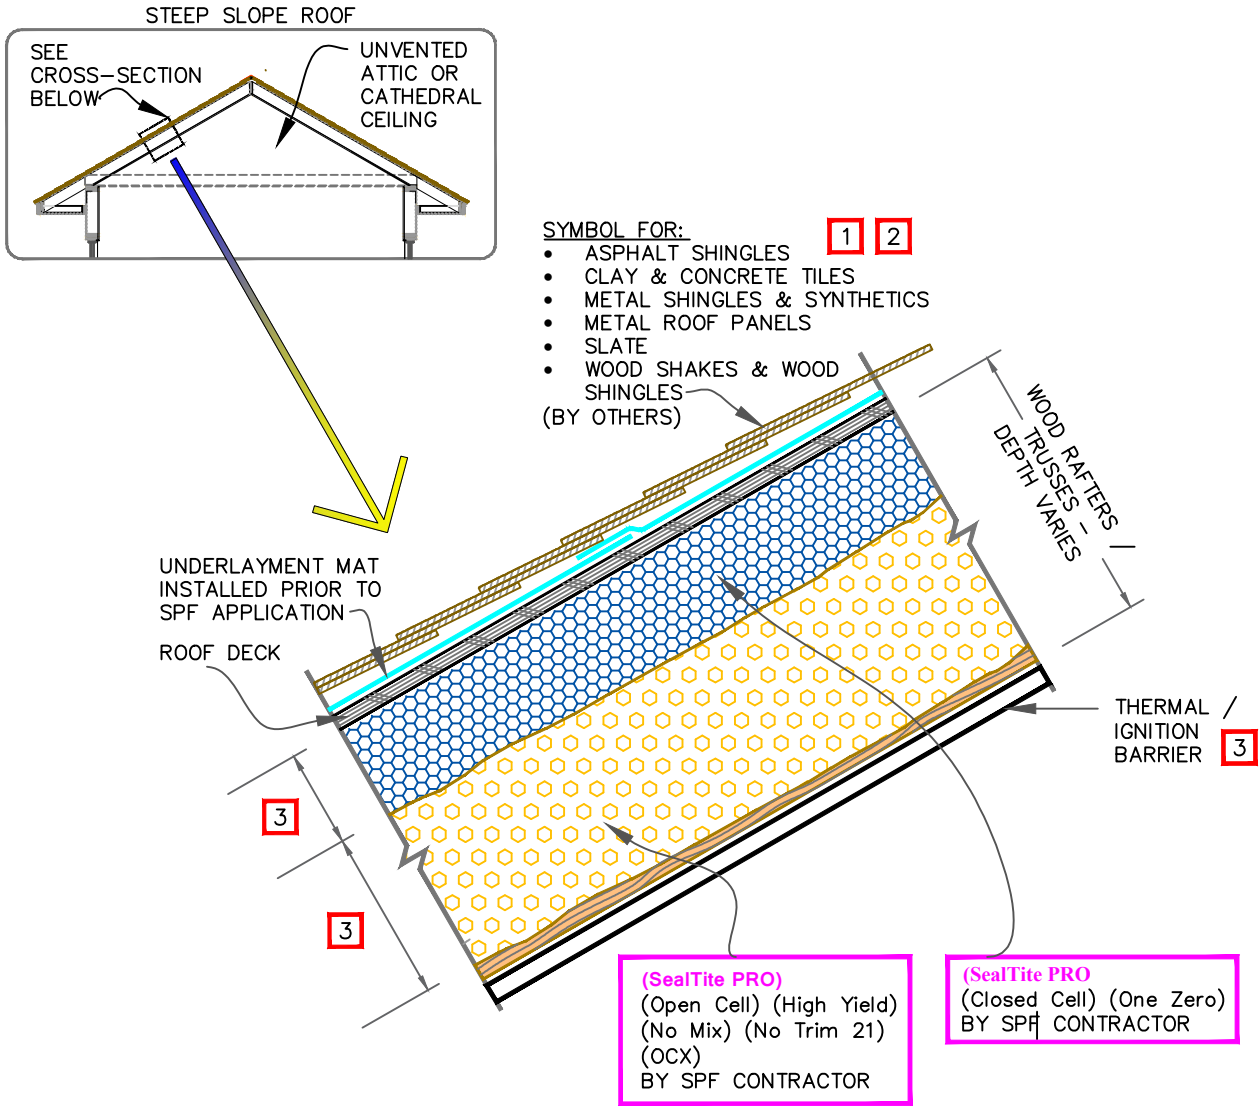 STEEP SLOPE ROOF
SEE
CROSS-SECTION
BELOW
UNVENTED
ATTIC OR
CATHEDRAL
CEILING
SYMBOL FOR:
1 2
• ASPHALT SHINGLES
• CLAY & CONCRETE TILES
• METAL SHINGLES & SYNTHETICS
• METAL ROOF PANELS
• SLATE
• WOOD SHAKES & WOOD
SHINGLES
(BY OTHERS)
WOOD RAFTERS /
TRUSSES -
DEPTH VARIES
UNDERLAYMENT MAT
INSTALLED PRIOR TO
SPF APPLICATION
ROOF DECK
THERMAL /
IGNITION
BARRIER 3
3
3
(SealTite PRO)
(Open Cell) (High Yield)
(No Mix) (No Trim 21)
(OCX)
BY SPF CONTRACTOR
(SealTite PRO
(Closed Cell) (One Zero)
BY SPF CONTRACTOR